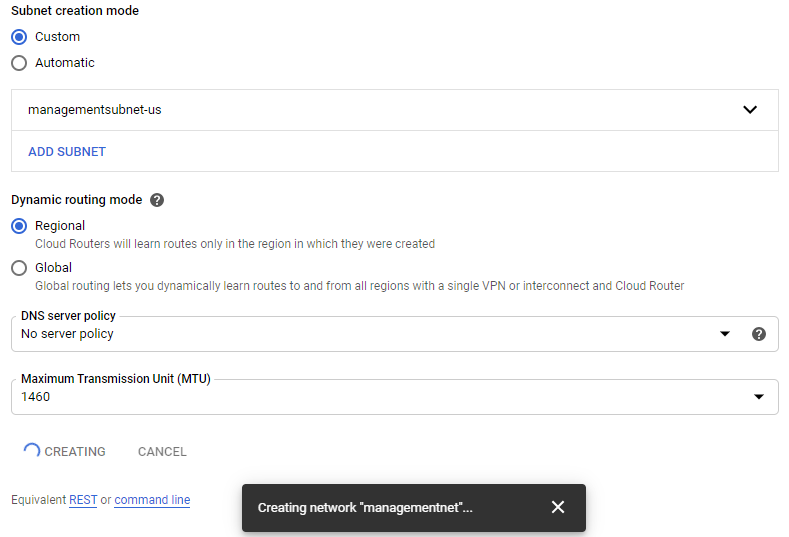 Subnet creation mode
Custom
Automatic
managementsubnet-us
ADD SUBNET
Dynamic routing mode
Regional
Cloud Routers will learn routes only in the region in which they were created
Global
Global routing lets you dynamically learn routes to and from all regions with a single VPN or interconnect and Cloud Router
DNS server policy
No server policy
Maximum Transmission Unit (MTU)
1460
CREATING CANCEL
Equivalent REST or command line
Creating network "managementnet"...